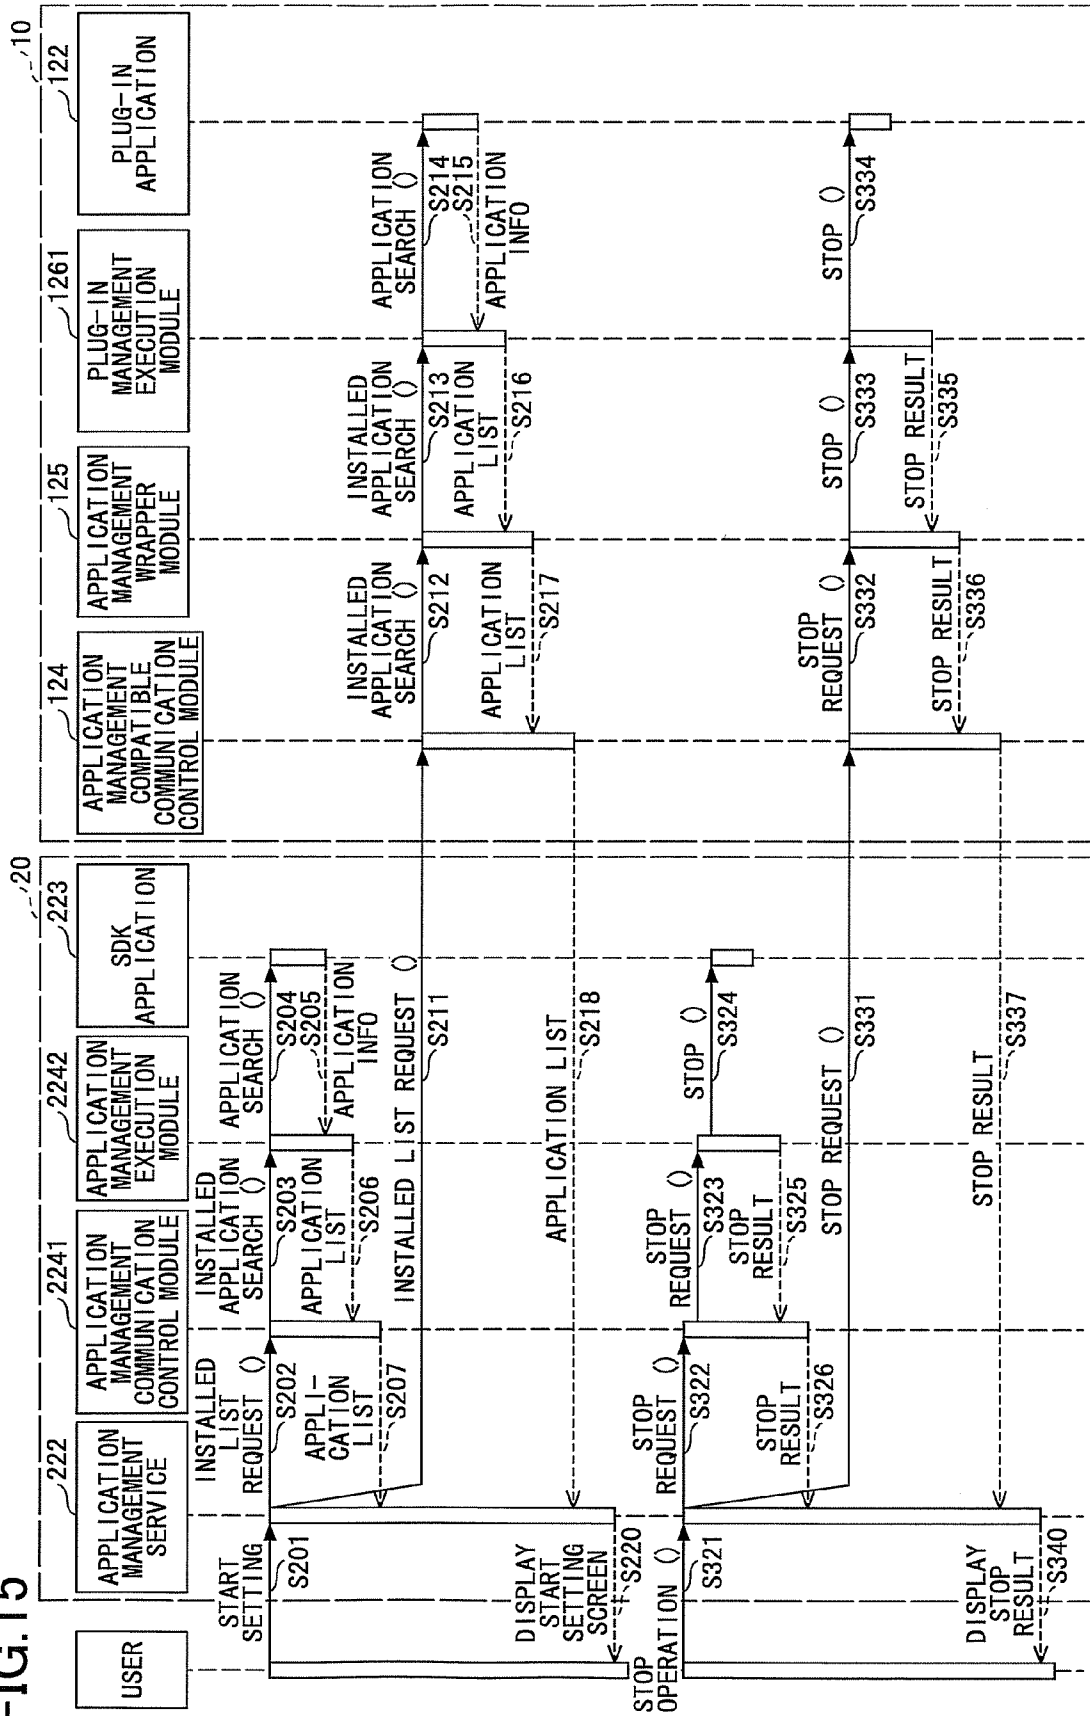 FIG.15
USER
20
222
APPLICATION
MANAGEMENT
SERVICE
2241
APPLICATION
MANAGEMENT
COMMUNICATION
CONTROL MODULE
2242
APPLICATION
MANAGEMENT
EXECUTION
MODULE
223
SDK
APPLICATION
10
124
APPLICATION
MANAGEMENT
COMPATIBLE
COMMUNICATION
CONTROL MODULE
125
APPLICATION
MANAGEMENT
WRAPPER
MODULE
1261
PLUG-IN
MANAGEMENT
EXECUTION
MODULE
122
PLUG-IN
APPLICATION
START
SETTING
S201
INSTALLED
LIST
REQUEST ()
S202
INSTALLED
APPLICATION
SEARCH ()
S203
APPLICATION
SEARCH ()
S204
S205
APPLICATION
INFO
APPLICATION
LIST
S206
APPLI-
CATION
LIST
S207
INSTALLED LIST REQUEST ()
S211
INSTALLED
APPLICATION
SEARCH ()
S212
INSTALLED
APPLICATION
SEARCH ()
S213
APPLICATION
SEARCH ()
S214
S215
APPLICATION
INFO
APPLICATION
LIST
S216
APPLICATION
LIST
S217
APPLICATION LIST
S218
DISPLAY
START
SETTING
SCREEN
S220
STOP
OPERATION ()
S321
STOP
REQUEST ()
S322
STOP
REQUEST ()
S323
STOP ()
S324
STOP
RESULT
S325
STOP
RESULT
S326
STOP REQUEST ()
S331
STOP
REQUEST ()
S332
STOP ()
S333
STOP ()
S334
STOP RESULT
S335
STOP RESULT
S336
STOP RESULT
S337
DISPLAY
STOP
RESULT
S340